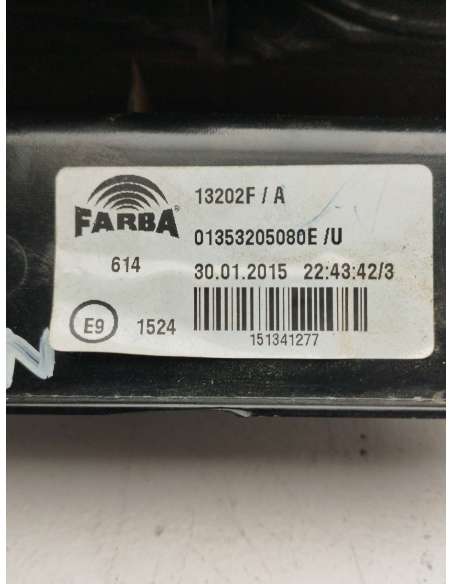 FARBA
13202F / A
01353205080E /U
614
30.01.2015 22:43:42/3
E9
1524
151341277